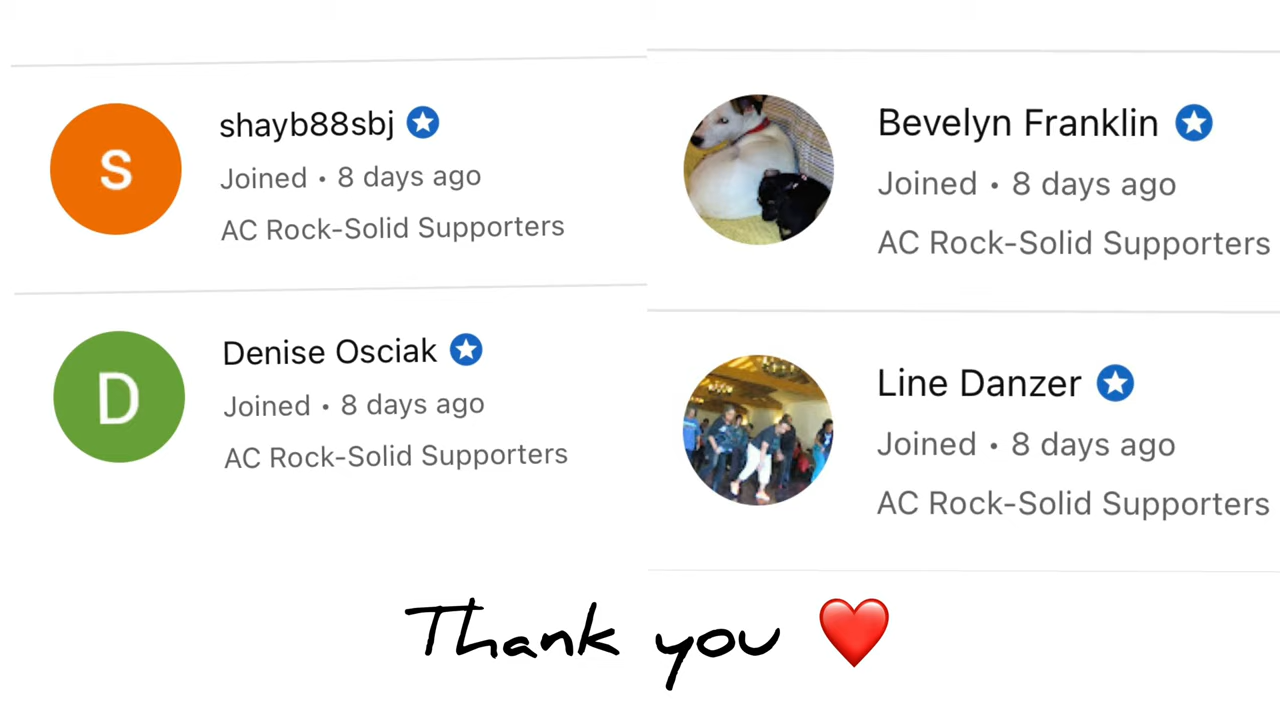 S
shayb88sbj
Joined • 8 days ago
AC Rock-Solid Supporters
D
Denise Osciak
Joined • 8 days ago
AC Rock-Solid Supporters
Bevelyn Franklin
Joined • 8 days ago
AC Rock-Solid Supporters
Line Danzer
Joined • 8 days ago
AC Rock-Solid Supporters
Thank you ❤️